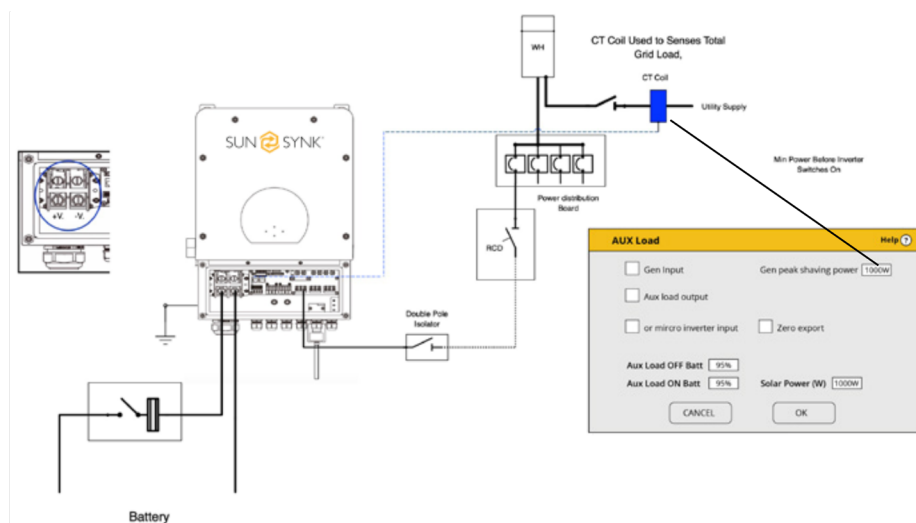 WH
CT Coil Used to Senses Total
Grid Load,
CT Coil
Utility Supply
SUN SYNK
+V. -V.
Min Power Before Inverter
Switches On
Power distribution
Board
RCD
AUX Load
Help ?
Gen Input
Gen peak shaving power 1000W
Aux load output
or mircro inverter input
Zero export
Double Pole
Isolator
Aux Load OFF Batt 95%
Aux Load ON Batt 95%
Solar Power (W) 1000W
CANCEL
OK
Battery